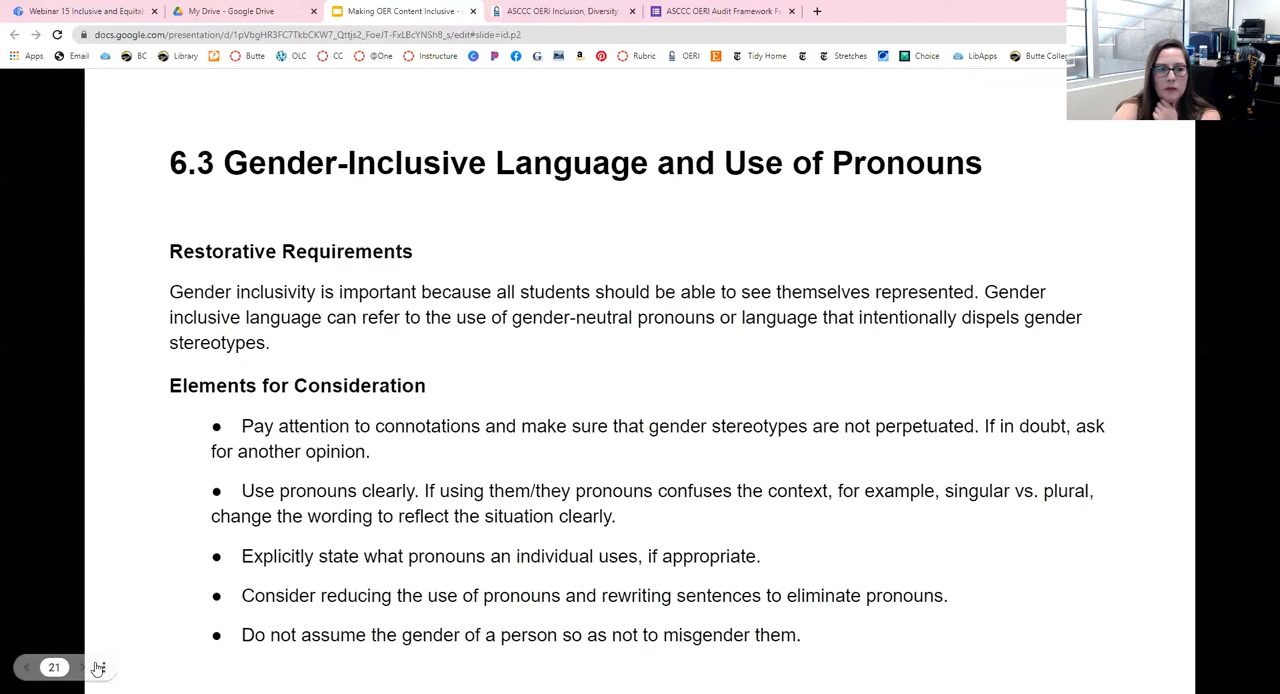 Webinar 15 Inclusive and Equitab
My Drive - Google Drive
Making OER Content Inclusive -
ASCCC OERI Inclusion, Diversity,
ASCCC OERI Audit Framework F
docs.google.com/presentation/d/
Apps Email BC Library Butte OLC CC @One Instructure Rubric OERI Tidy Home Stretches Choice LibApps Butte Colleg
6.3 Gender-Inclusive Language and Use of Pronouns
Restorative Requirements
Gender inclusivity is important because all students should be able to see themselves represented. Gender
inclusive language can refer to the use of gender-neutral pronouns or language that intentionally dispels gender
stereotypes.
Elements for Consideration
● Pay attention to connotations and make sure that gender stereotypes are not perpetuated. If in doubt, ask
for another opinion.
● Use pronouns clearly. If using them/they pronouns confuses the context, for example, singular vs. plural,
change the wording to reflect the situation clearly.
● Explicitly state what pronouns an individual uses, if appropriate.
● Consider reducing the use of pronouns and rewriting sentences to eliminate pronouns.
● Do not assume the gender of a person so as not to misgender them.
21